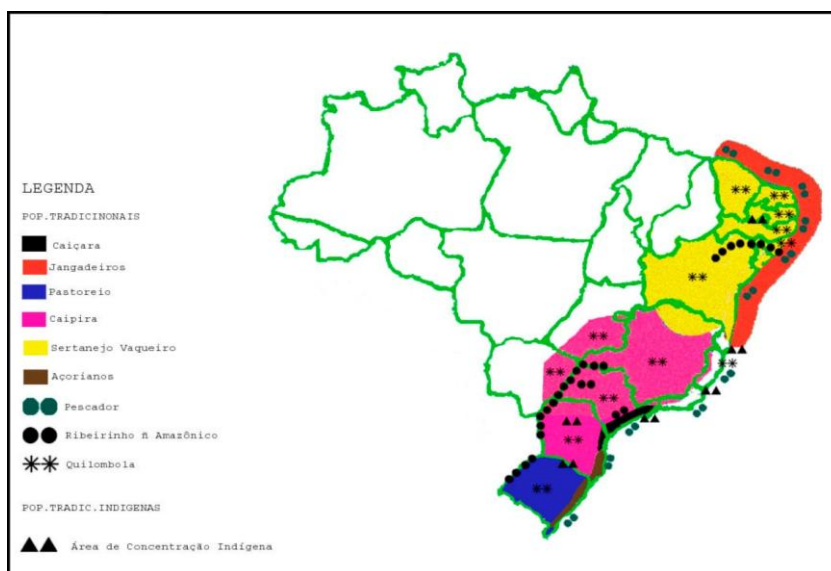 LEGENDA
POP.TRADICINONAIS
Caiçara
Jangadeiros
Pastoreio
Caipira
Sertanejo Vaqueiro
Açorianos
Pescador
Ribeirinho ñ Amazônico
Quilombola
POP.TRADIC.INDIGENAS
Área de Concentração Indígena